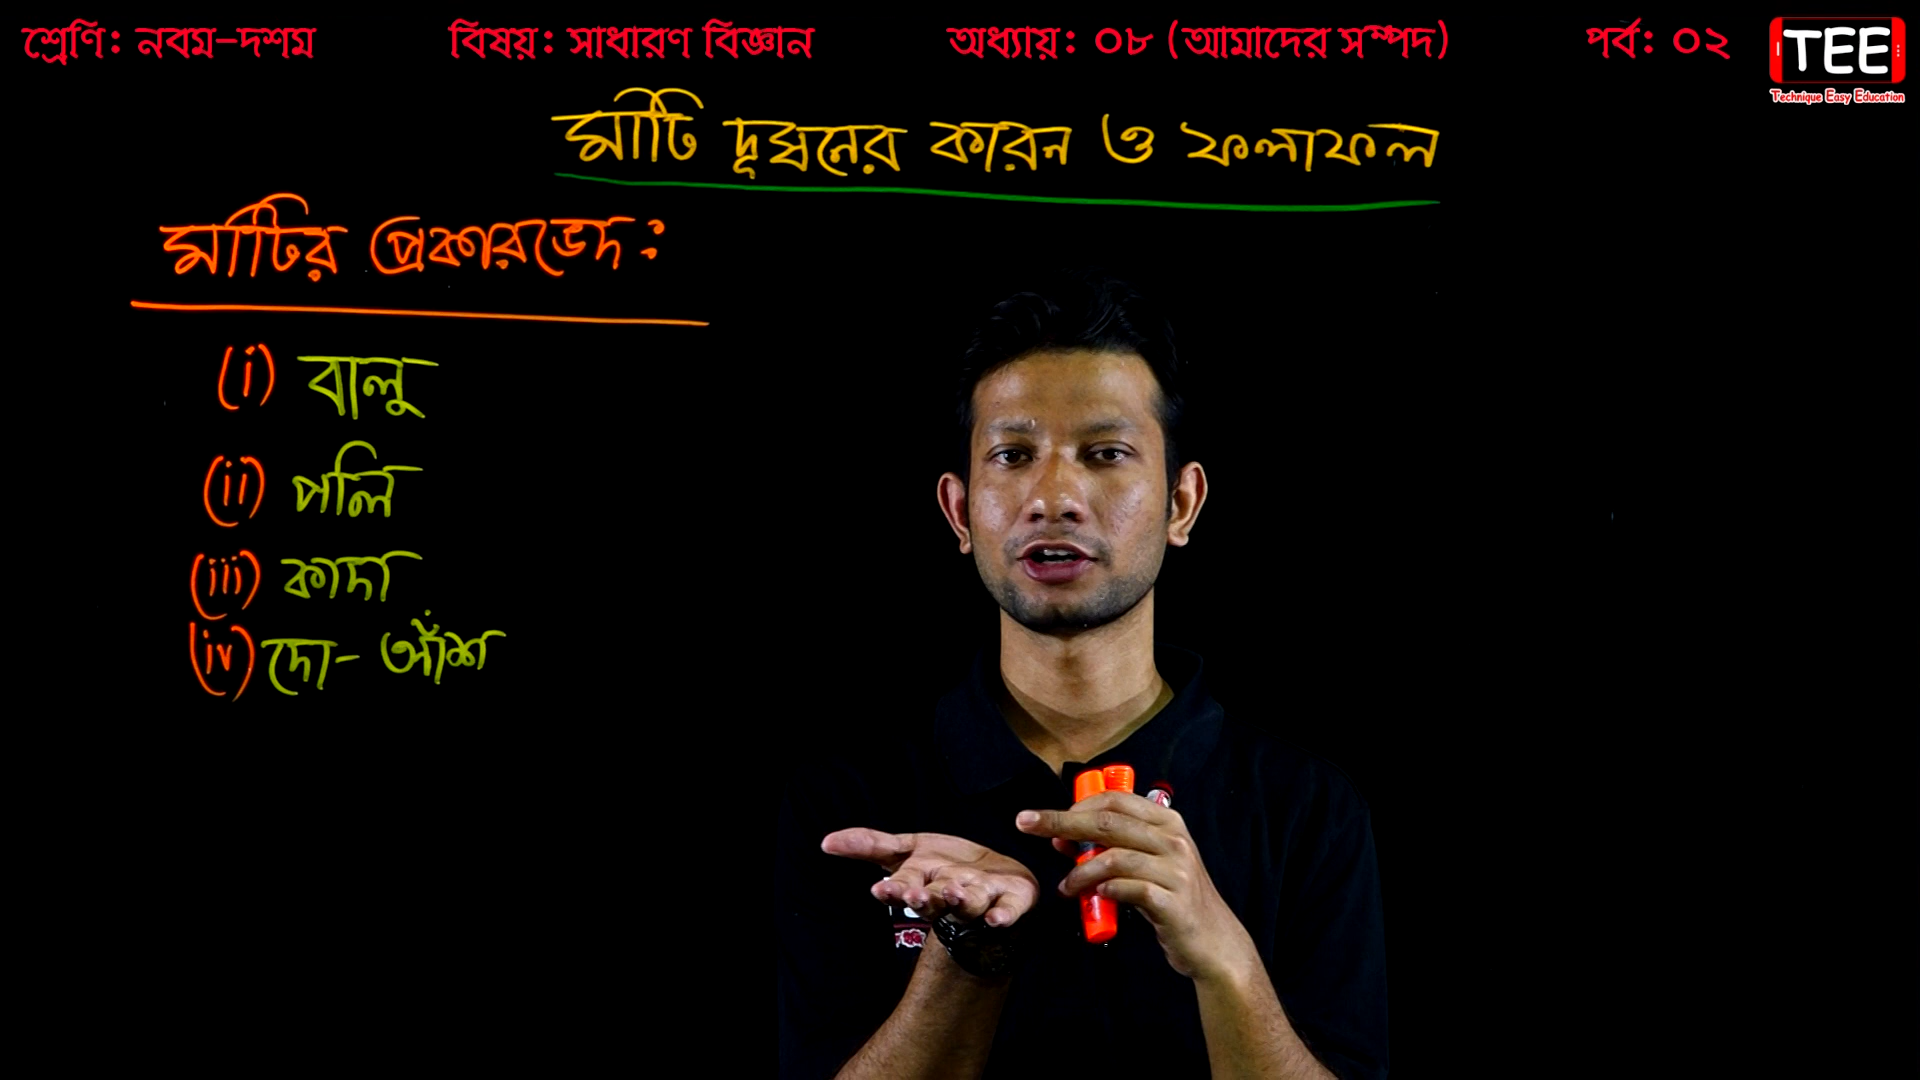 শ্রেণি: নবম-দশম বিষয়: সাধারণ বিজ্ঞান অধ্যায়: ০৮ (আমাদের সম্পদ) পর্ব: ০২
TEE
Technique Easy Education
মাটি দূষনের কারন ও ফলাফল
মাটির প্রকারভেদ:
(i) বালু
(ii) পলি
(iii) কাদা
(iv) দো-আঁশ